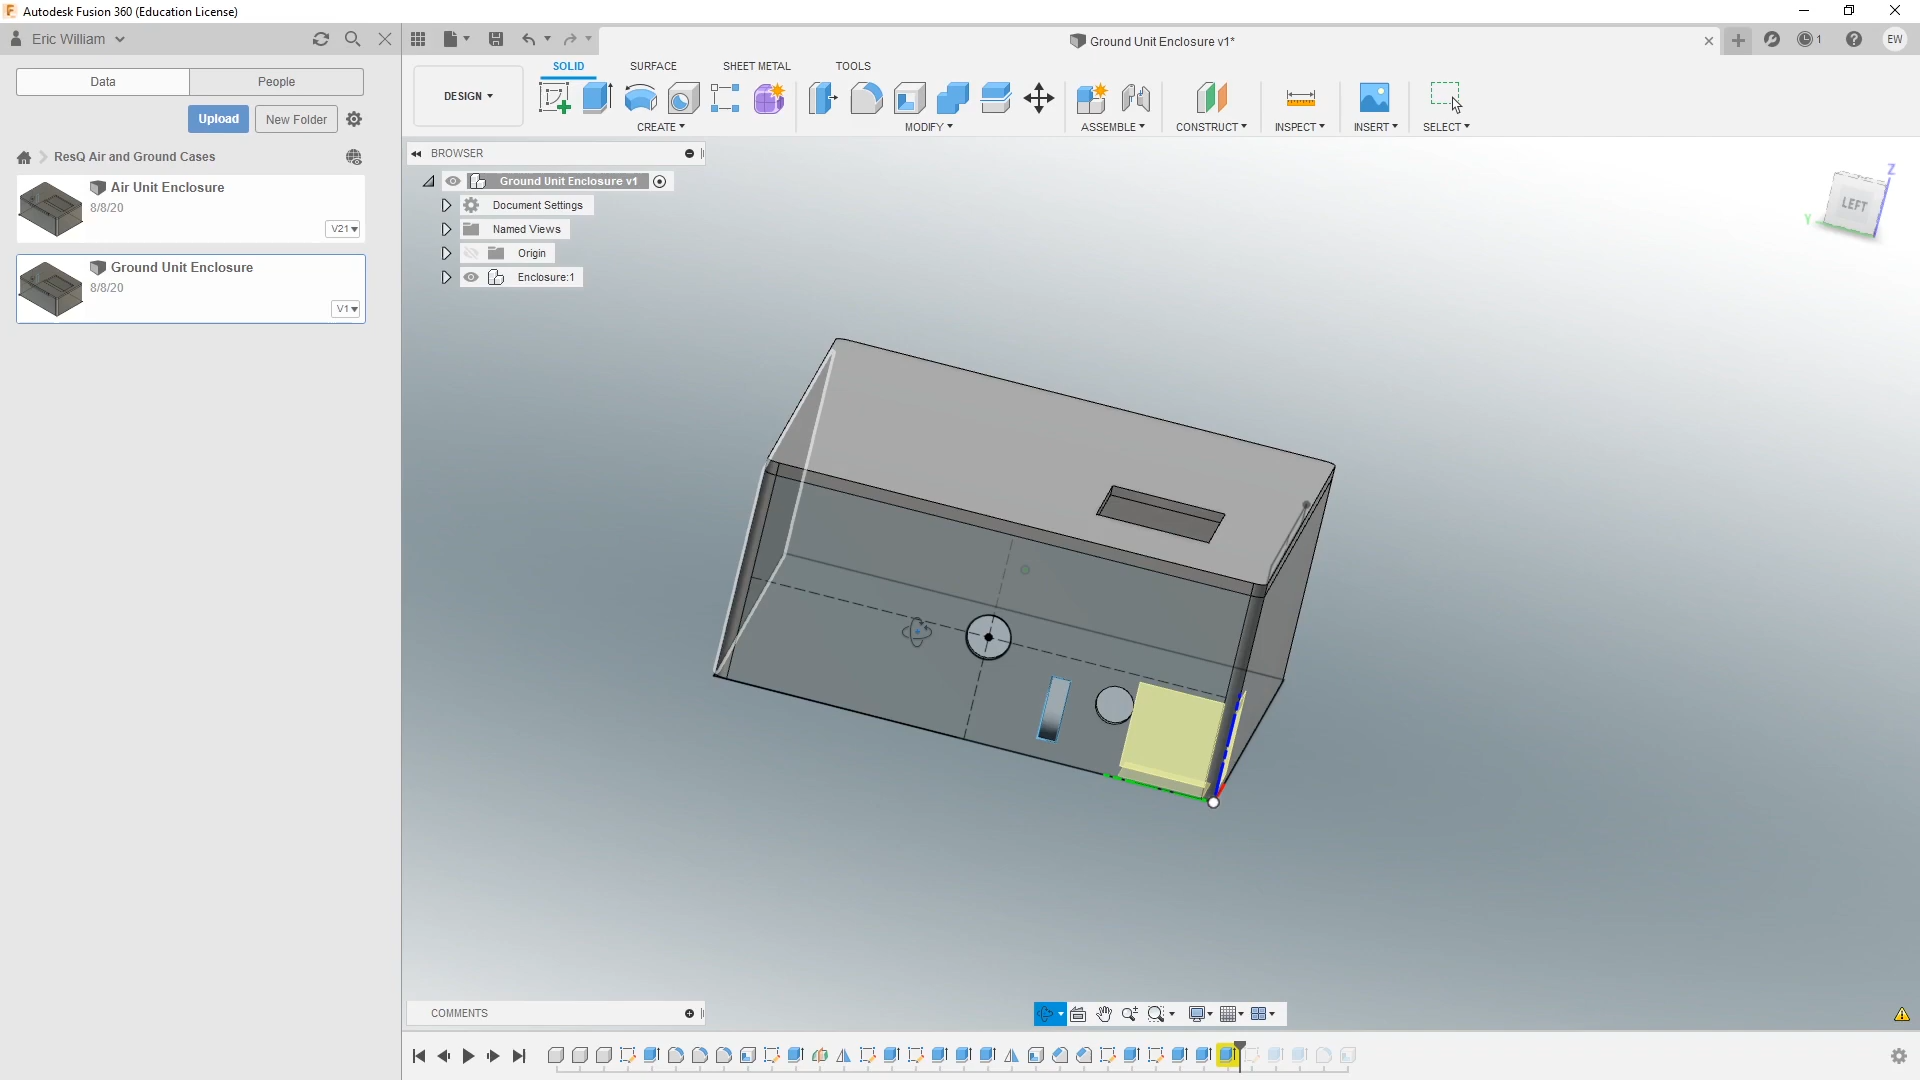 Autodesk Fusion 360 (Education License)
Eric William
Ground Unit Enclosure v1*
1
EW
Data
People
Upload
New Folder
ResQ Air and Ground Cases
Air Unit Enclosure
8/8/20
V21
Ground Unit Enclosure
8/8/20
V1
DESIGN
SOLID
SURFACE
SHEET METAL
TOOLS
CREATE
MODIFY
ASSEMBLE
CONSTRUCT
INSPECT
INSERT
SELECT
BROWSER
Ground Unit Enclosure v1
Document Settings
Named Views
Origin
Enclosure:1
Z
LEFT
Y
COMMENTS